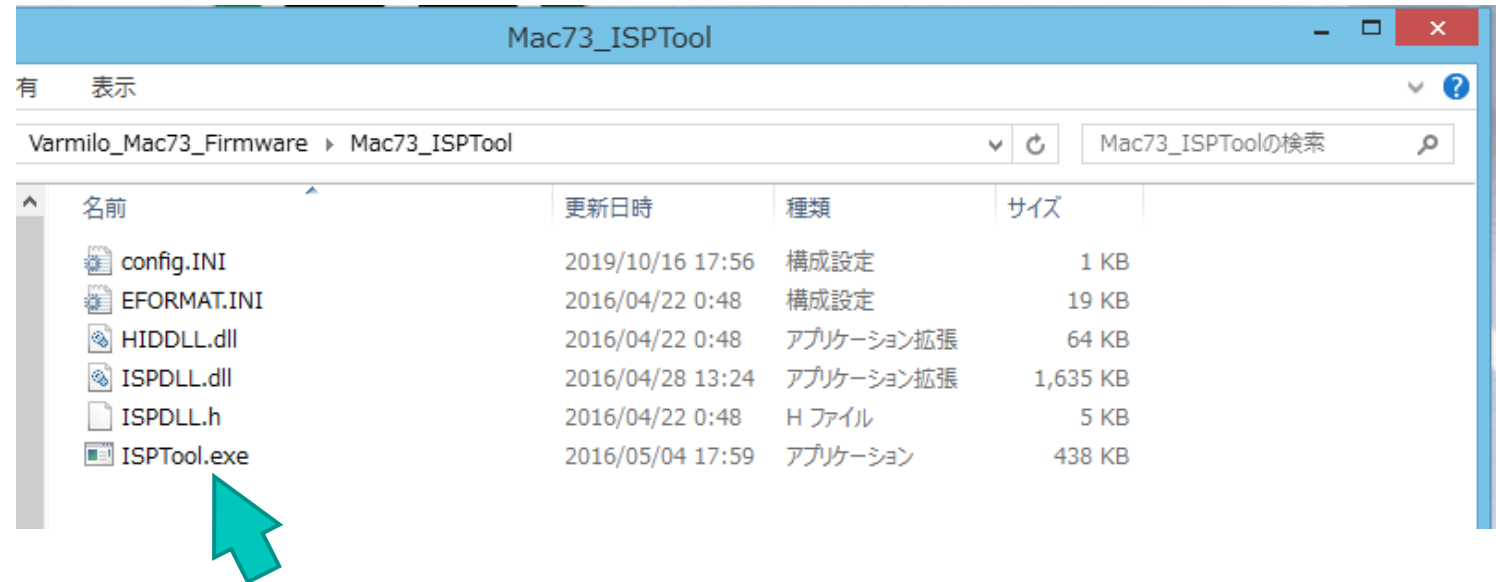 Mac73_ISPTool
有 表示
Varmilo_Mac73_Firmware Mac73_ISPTool Mac73_ISPToolの検索
名前 更新日時 種類 サイズ
config.INI 2019/10/16 17:56 構成設定 1 KB
EFORMAT.INI 2016/04/22 0:48 構成設定 19 KB
HIDDLL.dll 2016/04/22 0:48 アプリケーション拡張 64 KB
ISPDLL.dll 2016/04/28 13:24 アプリケーション拡張 1,635 KB
ISPDLL.h 2016/04/22 0:48 H ファイル 5 KB
ISPTool.exe 2016/05/04 17:59 アプリケーション 438 KB